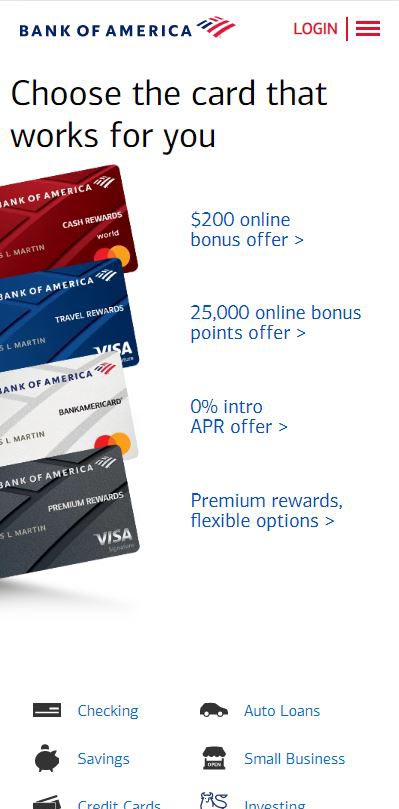 BANK OF AMERICA
LOGIN
Choose the card that
works for you
BANK OF AMERICA
CASH REWARDS
world
S L MARTIN
$200 online
bonus offer >
BANK OF AMERICA
TRAVEL REWARDS
S L MARTIN
VISA
25,000 online bonus
points offer >
BANK OF AMERICA
BANKAMERICARD
S L MARTIN
0% intro
APR offer >
BANK OF AMERICA
PREMIUM REWARDS
S L MARTIN
VISA
Signature
Premium rewards,
flexible options >
Checking
Auto Loans
Savings
OPEN
Small Business
Credit Cards
Investing